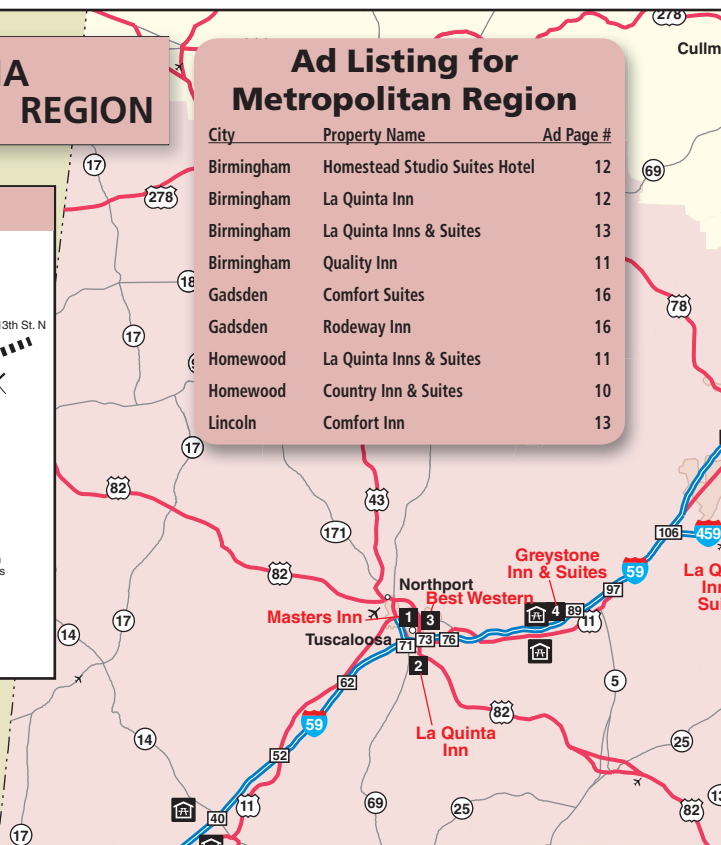 278
Cullm
A
REGION
Ad Listing for
Metropolitan Region
City Property Name Ad Page #
Birmingham Homestead Studio Suites Hotel 12
Birmingham La Quinta Inn 12
Birmingham La Quinta Inns & Suites 13
Birmingham Quality Inn 11
Gadsden Comfort Suites 16
Gadsden Rodeway Inn 16
Homewood La Quinta Inns & Suites 11
Homewood Country Inn & Suites 10
Lincoln Comfort Inn 13
17
69
278
18
78
13th St. N
17
17
82
43
171
106
459
Greystone
Inn & Suites
59
La Q
Inn
Sui
82
97
Northport
Best Western
Masters Inn
1
3
4
89
11
17
14
Tuscaloosa
71
73
76
2
62
5
82
59
La Quinta
Inn
14
25
52
11
69
25
82
13
40
17
s